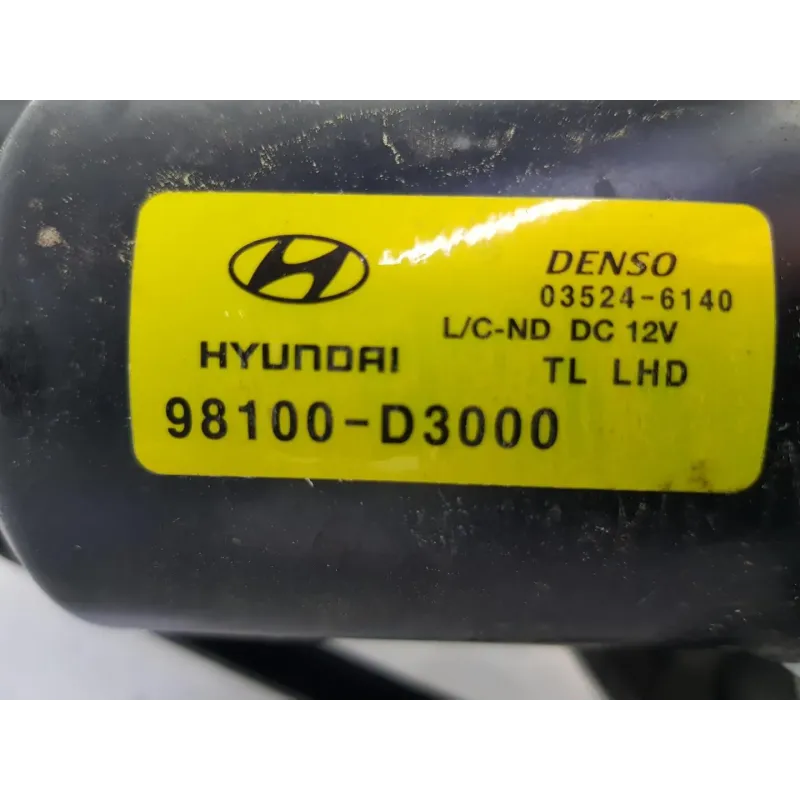 DENSO
03524-6140
L/C-ND DC 12V
HYUNDAI
TL LHD
98100-D3000